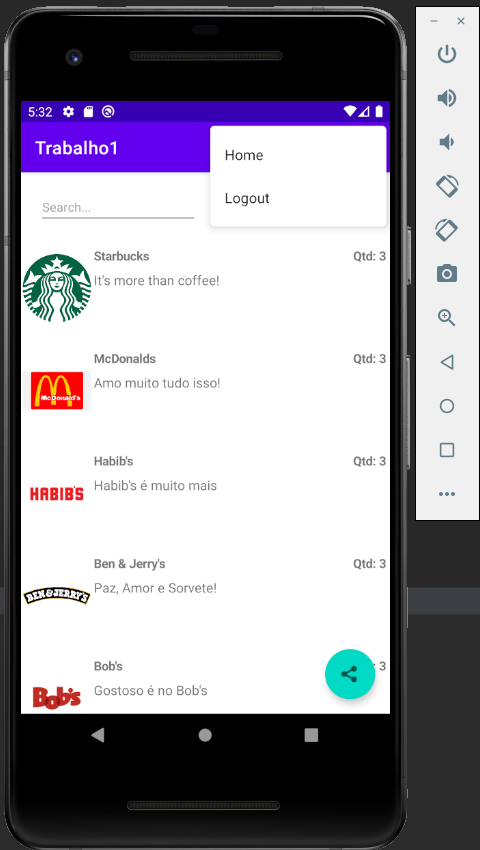 5:32
Trabalho1
Home
Logout
Search...
Starbucks
Qtd: 3
It's more than coffee!
McDonalds
Qtd: 3
Amo muito tudo isso!
McDonald's
Habib's
Qtd: 3
Habib's é muito mais
HABIB'S
Ben & Jerry's
Qtd: 3
Paz, Amor e Sorvete!
BEN&JERRY'S
Bob's
: 3
Gostoso é no Bob's
Bob's